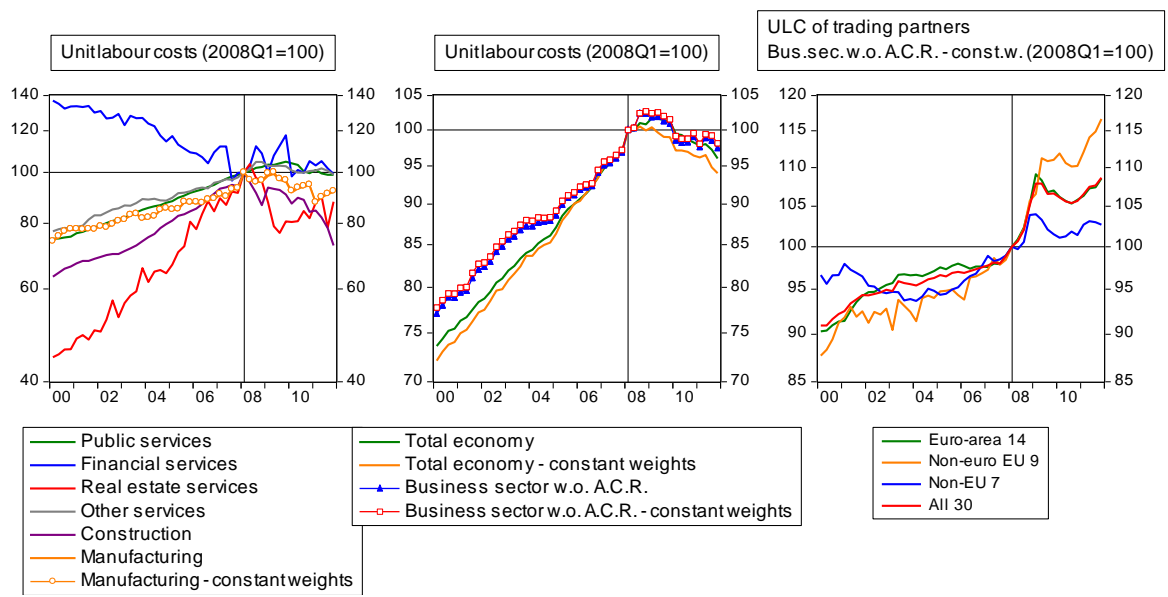 Unit labour costs (2008Q1=100)
140
120
100
80
60
40
140
120
100
80
60
40
00 02 04 06 08 10
Public services
Financial services
Real estate services
Other services
Construction
Manufacturing
Manufacturing - constant weights
Unit labour costs (2008Q1=100)
105
100
95
90
85
80
75
70
105
100
95
90
85
80
75
70
00 02 04 06 08 10
Total economy
Total economy - constant weights
Business sector w.o. A.C.R.
Business sector w.o. A.C.R. - constant weights
ULC of trading partners
Bus.sec. w.o. A.C.R. - const.w. (2008Q1=100)
120
115
110
105
100
95
90
85
120
115
110
105
100
95
90
85
00 02 04 06 08 10
Euro-area 14
Non-euro EU 9
Non-EU 7
All 30